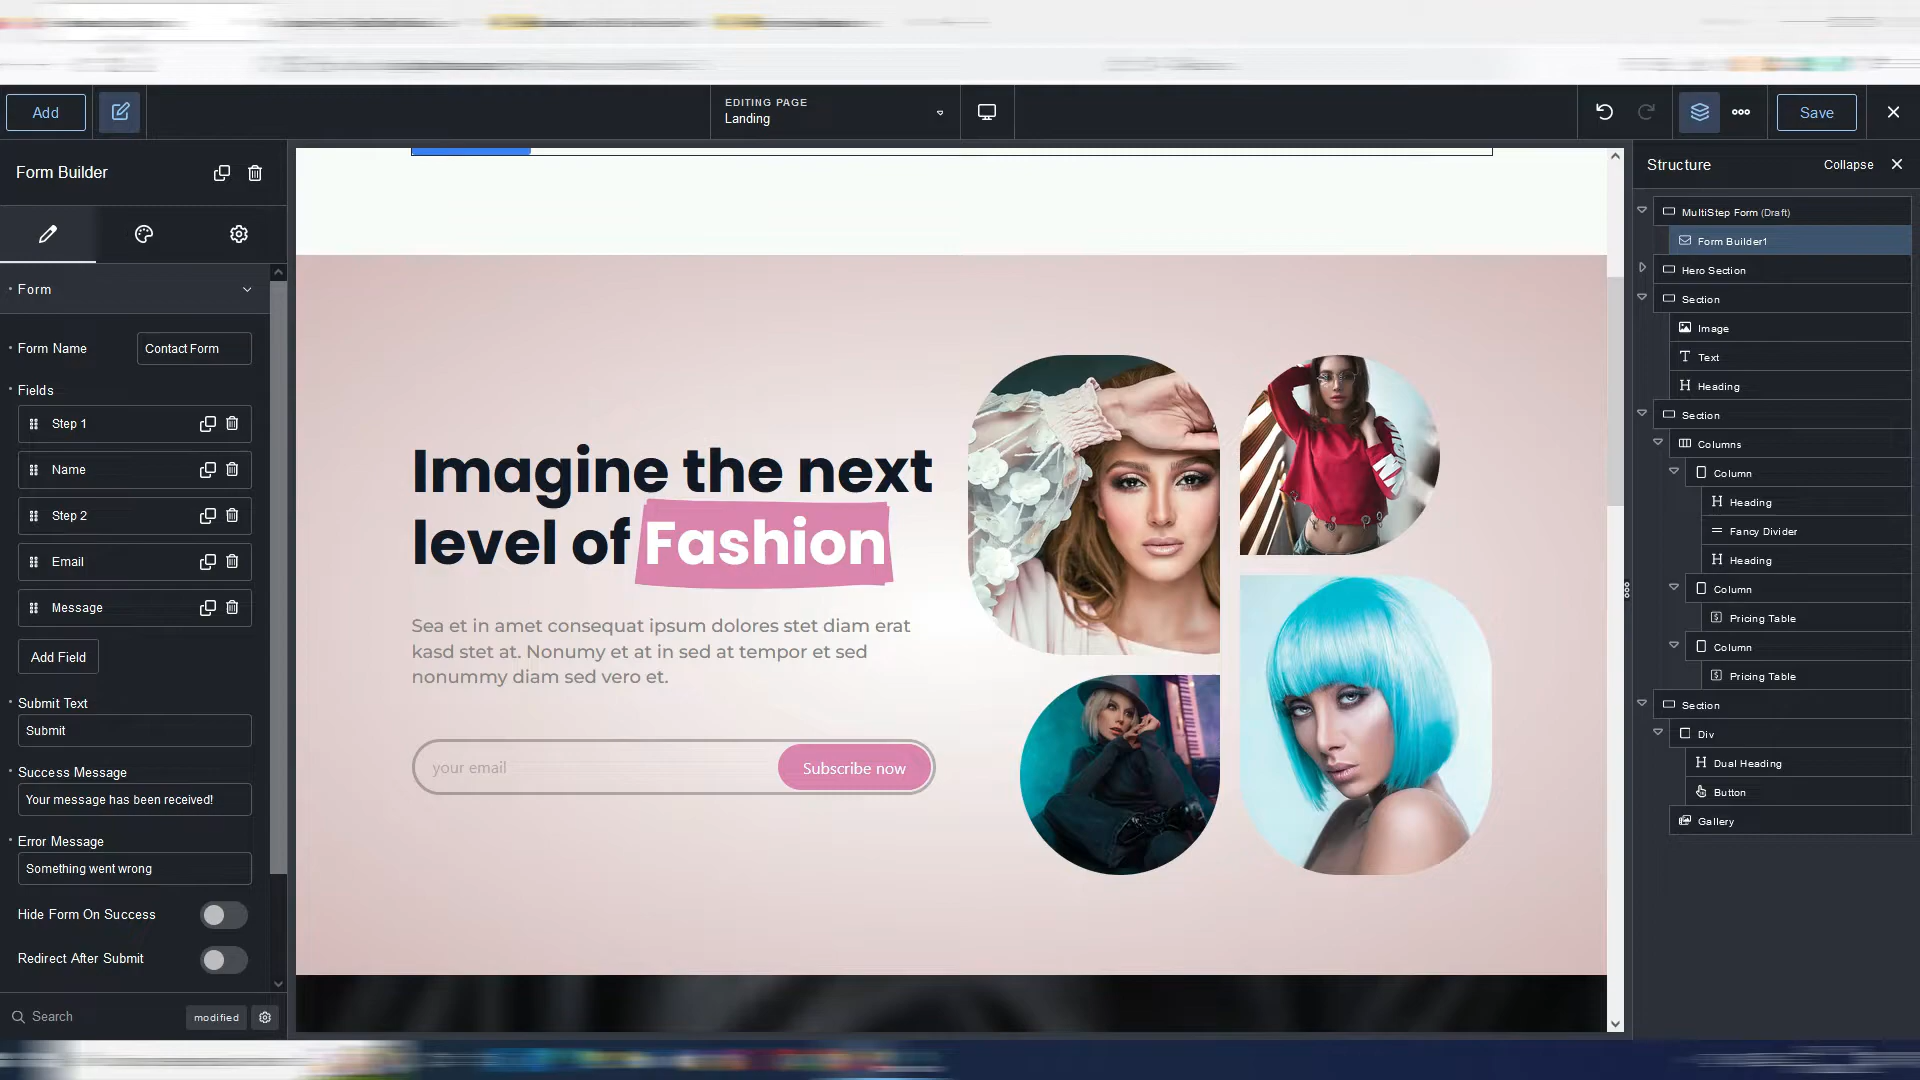 Add
EDITING PAGE
Landing
Save
Form Builder
Form
Form Name
Contact Form
Fields
Step 1
Name
Step 2
Email
Message
Add Field
Submit Text
Submit
Success Message
Your message has been received!
Error Message
Something went wrong
Hide Form On Success
Redirect After Submit
Search
modified
Imagine the next
level of Fashion
Sea et in amet consequat ipsum dolores stet diam erat
kasd stet at. Nonumy et at in sed at tempor et sed
nonummy diam sed vero et.
your email
Subscribe now
Structure
Collapse
MultiStep Form (Draft)
Form Builder1
Hero Section
Section
Image
Text
Heading
Section
Columns
Column
Heading
Fancy Divider
Heading
Column
Pricing Table
Column
Pricing Table
Section
Div
Dual Heading
Button
Gallery